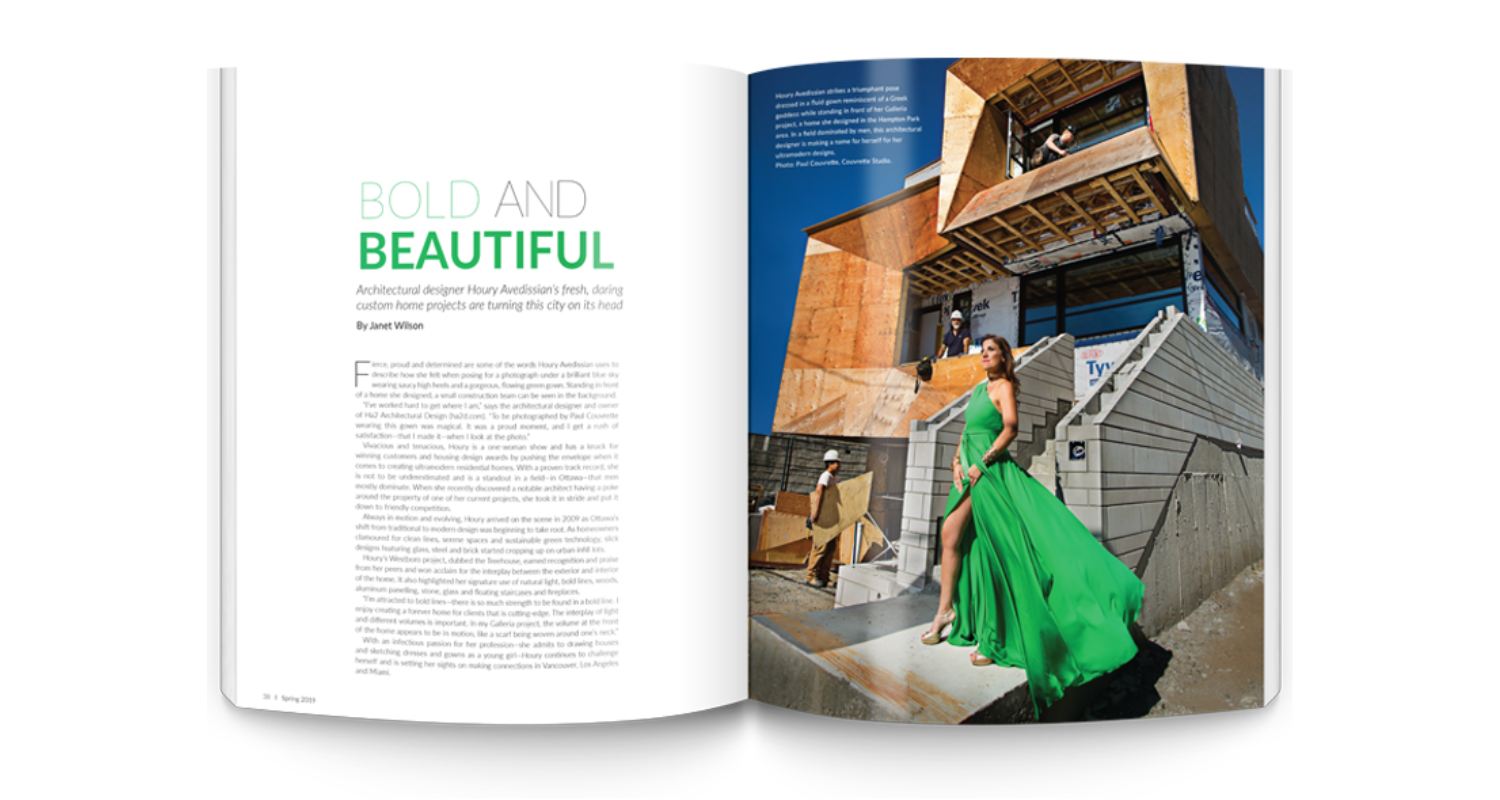 BOLD AND
BEAUTIFUL
Architectural designer Houry Avedissian's fresh, daring
custom home projects are turning this city on its head
By Janet Wilson
Fierce, proud and determined are some of the words Houry Avedissian uses to
describe how she felt when posing for a photograph under a brilliant blue sky
wearing saucy high heels and a gorgeous, flowing green gown. Standing in front
of a home she designed, a small construction team can be seen in the background.
"I've worked hard to get where I am," says the architectural designer and owner
of Ha2 Architectural Design (ha2d.com). "To be photographed by Paul Couvrette
wearing this gown was magical. It was a proud moment, and I get a rush of
satisfaction—that I made it—when I look at the photo."
Vivacious and tenacious, Houry is a one-woman show and has a knack for
winning customers and housing design awards by pushing the envelope when it
comes to creating ultramodern residential homes. With a proven track record, she
is not to be underestimated and is a standout in a field—in Ottawa—that men
mostly dominate. When she recently discovered a notable architect having a poke
around the property of one of her current projects, she took it in stride and put it
down to friendly competition.
Always in motion and evolving, Houry arrived on the scene in 2009 as Ottawa's
shift from traditional to modern design was beginning to take root. As homeowners
clamoured for clean lines, serene spaces and sustainable green technology, slick
designs featuring glass, steel and brick started cropping up on urban infill lots.
Houry's Westboro project, dubbed the Treehouse, earned recognition and praise
from her peers and won acclaim for the interplay between the exterior and interior
of the home. It also highlighted her signature use of natural light, bold lines, woods,
aluminum panelling, stone, glass and floating staircases and fireplaces.
"I'm attracted to bold lines—there is so much strength to be found in a bold line. I
enjoy creating a forever home for clients that is cutting-edge. The interplay of light
and different volumes is important. In my Galleria project, the volume at the front
of the home appears to be in motion, like a scarf being woven around one's neck."
With an infectious passion for her profession—she admits to drawing houses
and sketching dresses and gowns as a young girl—Houry continues to challenge
herself and is setting her sights on making connections in Vancouver, Los Angeles
and Miami.
38 | Spring 2019
Houry Avedissian strikes a triumphant pose
dressed in a fluid gown reminiscent of a Greek
goddess while standing in front of her Galleria
project, a home she designed in the Hampton Park
area. In a field dominated by men, this architectural
designer is making a name for herself for her
ultramodern designs.
Photo: Paul Couvrette, Couvrette Studio.
Tyv